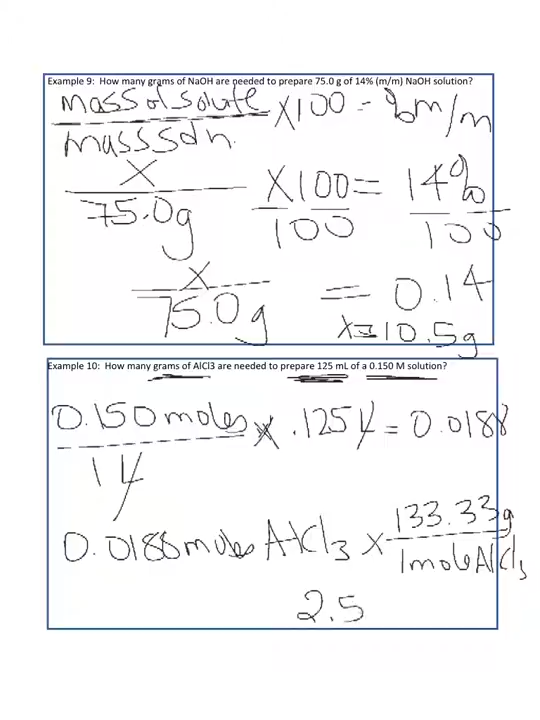 Example 9: How many grams of NaOH are needed to prepare 75.0 g of 14% (m/m) NaOH solution?
mass of solute
mass soln. X100 = %m/m
X
75.0g X100 = 14%
100 100
X
75.0g = 0.14
X = 10.5g
Example 10: How many grams of AlCl3 are needed to prepare 125 mL of a 0.150 M solution?
0.150 moles x .125 L = 0.0188
1 L
0.0188 moles AlCl3 x 133.33g
1 mole AlCl3
2.5